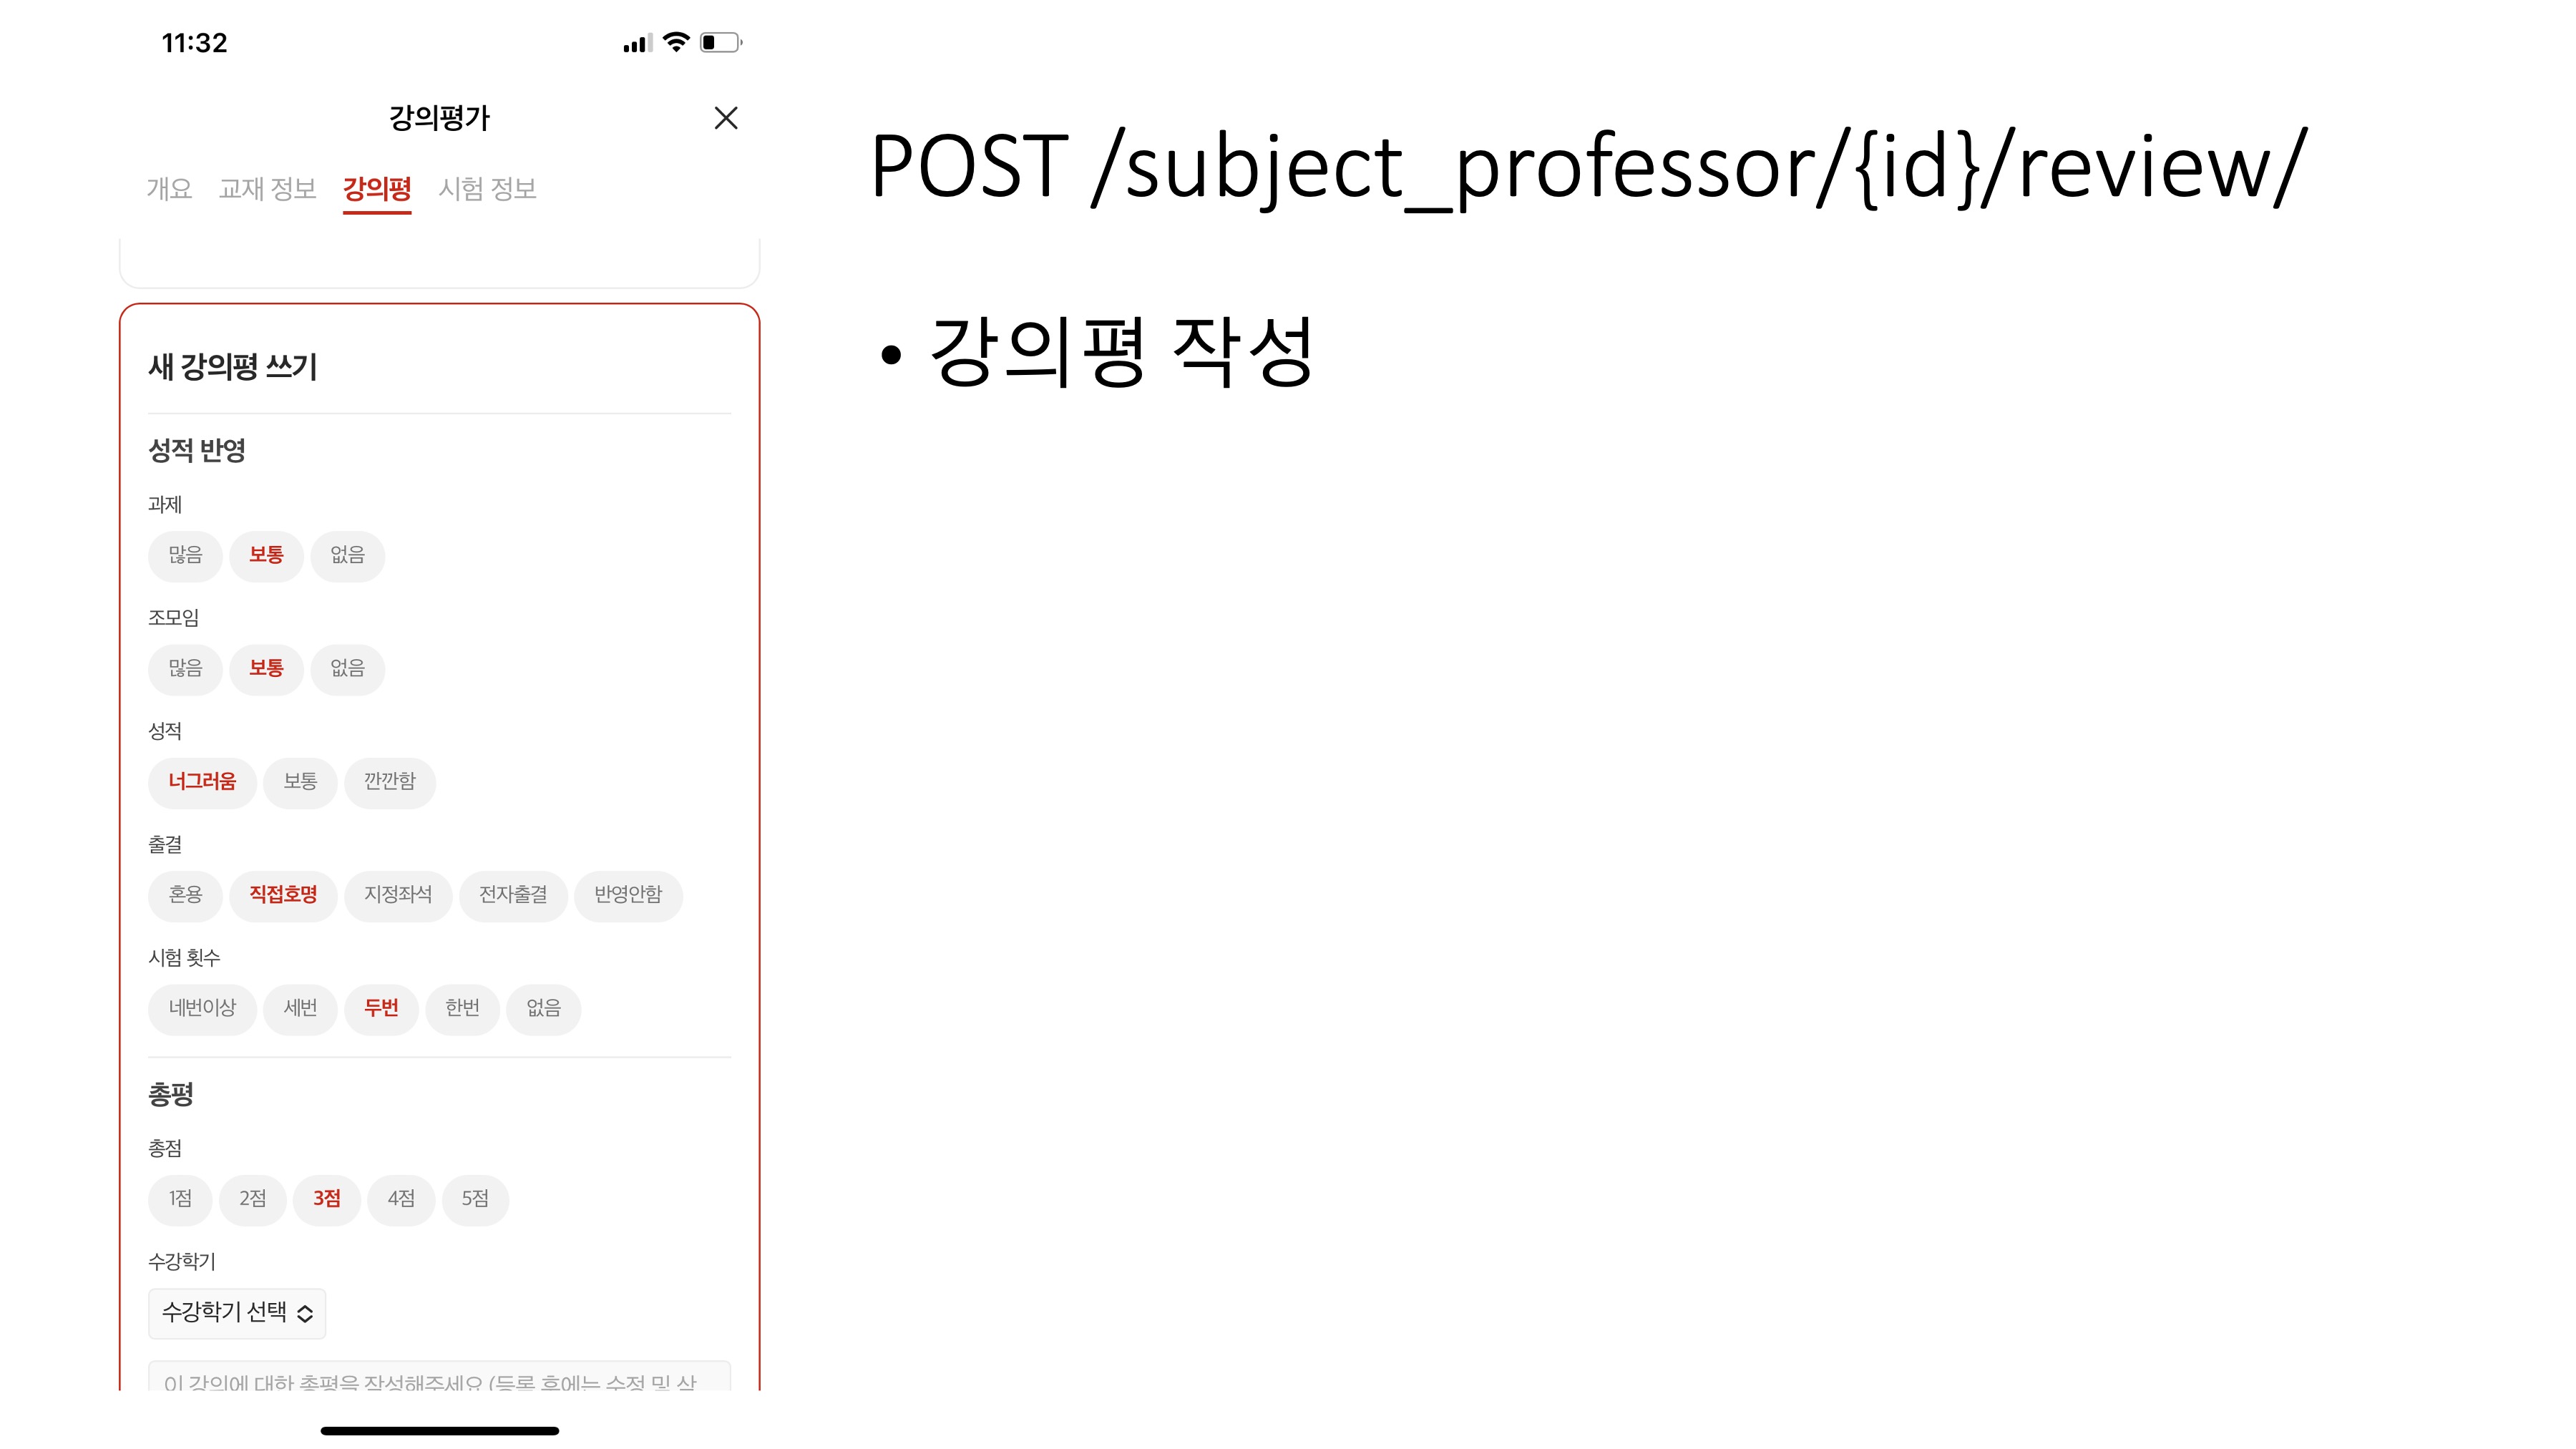 11:32
강의평가
개요 교재 정보 강의평 시험 정보
새 강의평 쓰기
성적 반영
과제
많음 보통 없음
조모임
많음 보통 없음
성적
너그러움 보통 깐깐함
출결
혼용 직접호명 지정좌석 전자출결 반영안함
시험 횟수
네번이상 세번 두번 한번 없음
총평
총점
1점 2점 3점 4점 5점
수강학기
수강학기 선택
이 강의에 대한 총평을 작성해주세요 (등록 후에는 수정 및 삭
POST /subject_professor/{id}/review/
• 강의평 작성